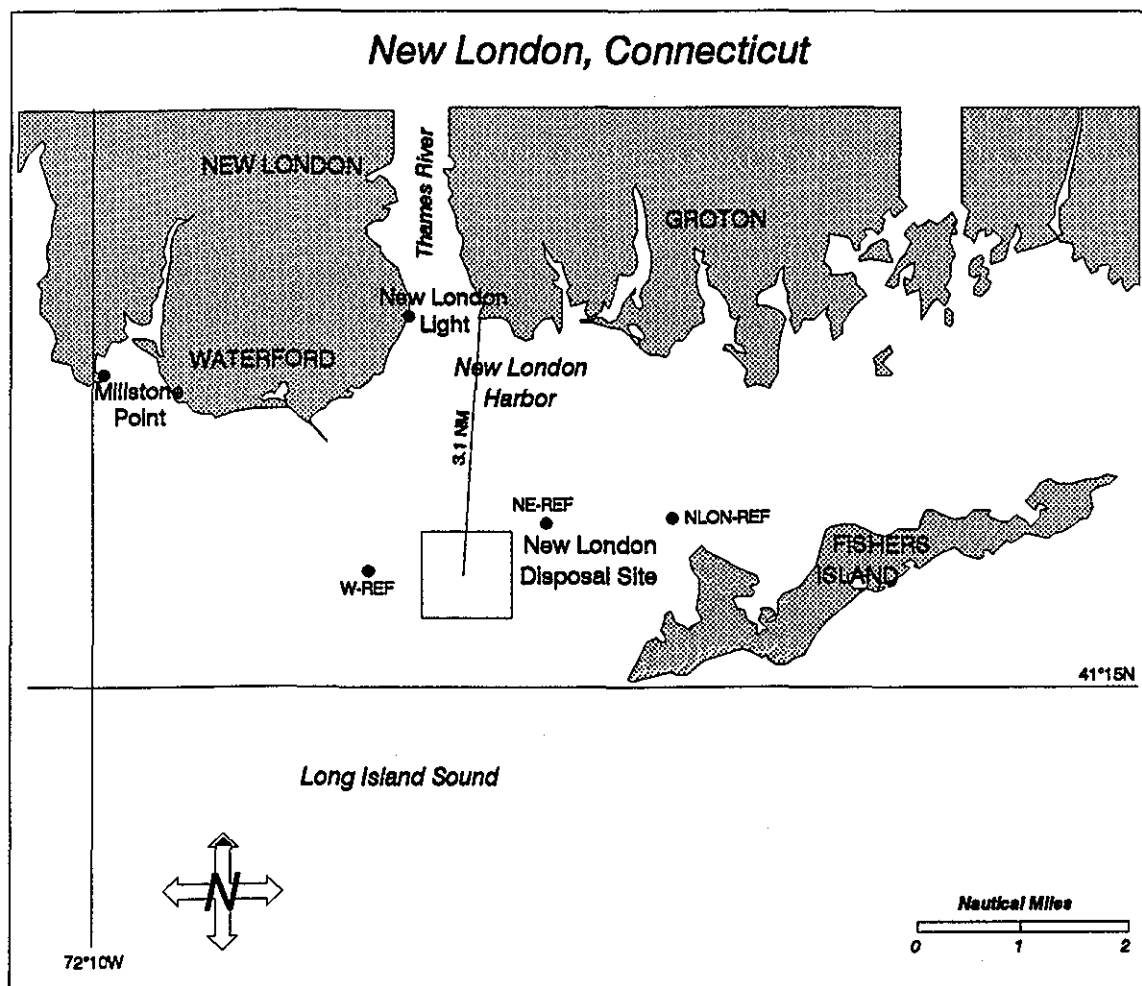 New London, Connecticut
NEW LONDON
Thames River
GROTON
New London
Light
WATERFORD
New London
Harbor
Millstone
Point
3.1 NM
NE-REF
NLON-REF
New London
Disposal Site
FISHERS
ISLAND
W-REF
41°15N
Long Island Sound
N
Nautical Miles
0 1 2
72°10W